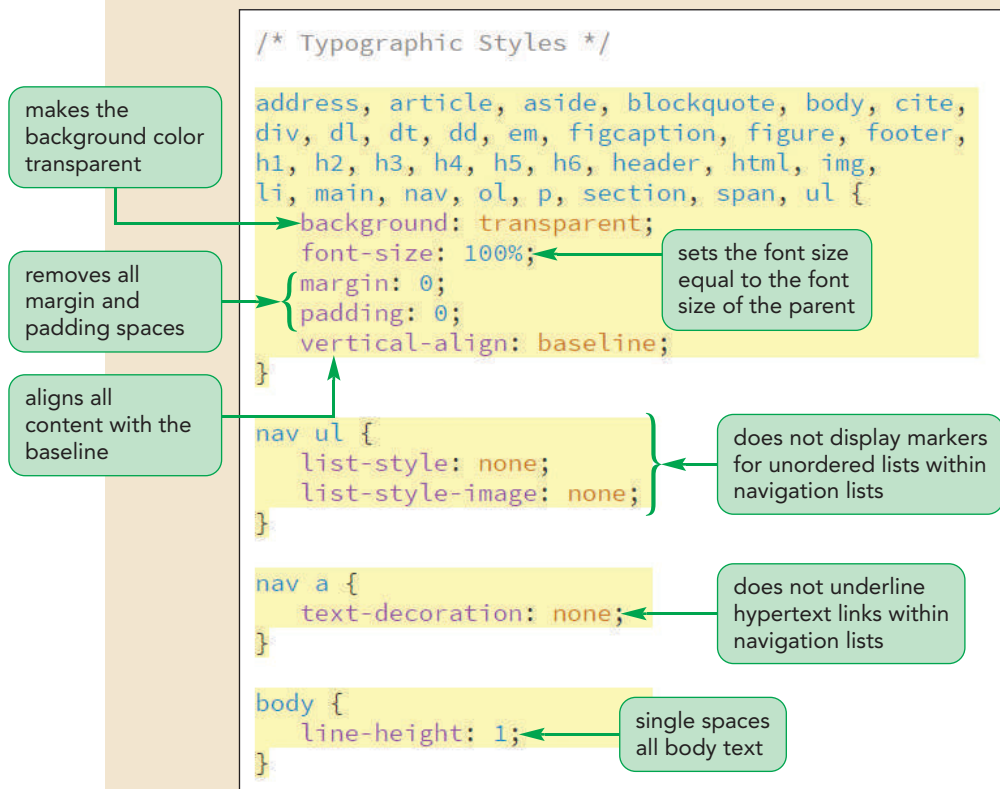 /* Typographic Styles */
address, article, aside, blockquote, body, cite,
div, dl, dt, dd, em, figcaption, figure, footer,
h1, h2, h3, h4, h5, h6, header, html, img,
li, main, nav, ol, p, section, span, ul {
background: transparent;
font-size: 100%;
margin: 0;
padding: 0;
vertical-align: baseline;
}
nav ul {
list-style: none;
list-style-image: none;
}
nav a {
text-decoration: none;
}
body {
line-height: 1;
}
makes the
background color
transparent
removes all
margin and
padding spaces
aligns all
content with the
baseline
sets the font size
equal to the font
size of the parent
does not display markers
for unordered lists within
navigation lists
does not underline
hypertext links within
navigation lists
single spaces
all body text